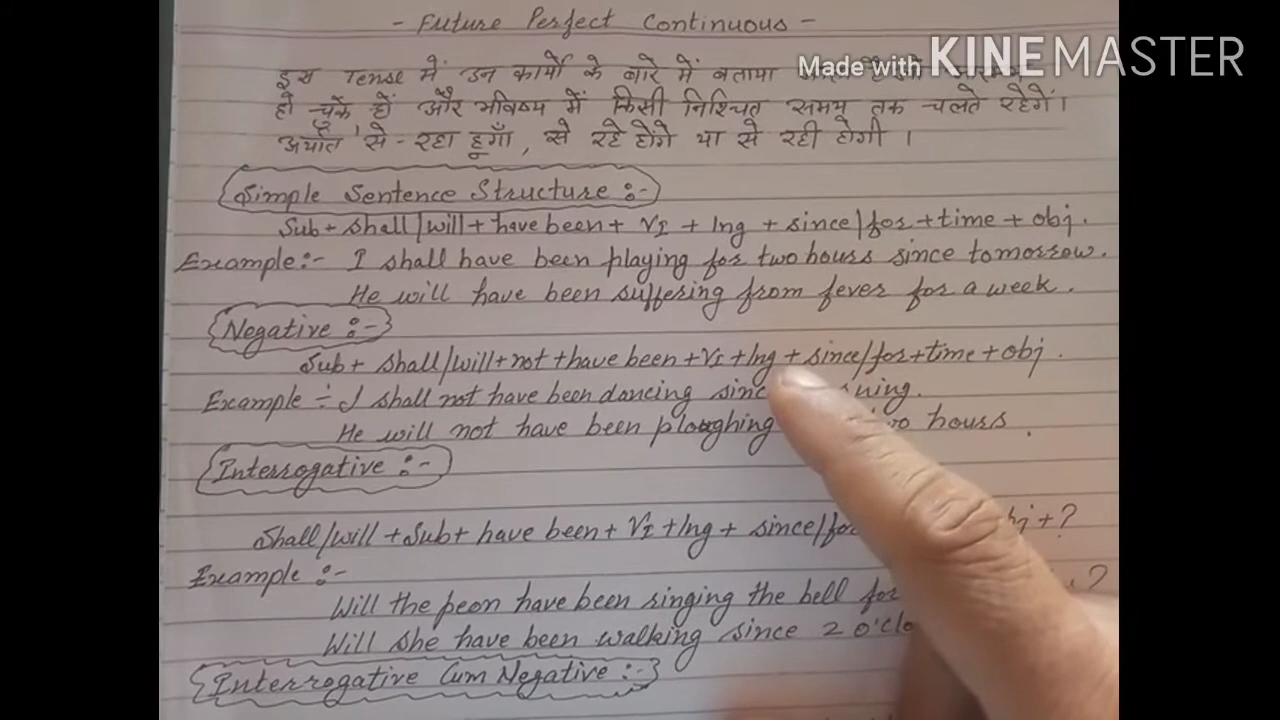 - Future Perfect Continuous -
Made with KINEMASTER
इस Tense में उन कार्यो के बारे में बताया
हो चुकें हों और भविष्य में किसी निश्चित समय तक चलते रहेगें।
अर्थात से - रहा हूगाँ, से रहे होंगे या से रही होगी ।
Simple Sentence Structure :-
Sub + shall/will + have been + V1 + Ing + since/for + time + obj.
Example:- I shall have been playing for two hours since tomorrow.
He will have been suffering from fever for a week.
Negative :-
Sub + shall/will + not + have been + V1 + Ing + since/for + time + obj.
Example ÷ I shall not have been dancing
He will not have been ploughing hours.
Interrogative :-
Shall/will + Sub + have been + V1 + Ing + since/for + ?
Example :-
Will the peon have been ringing the bell for ?
Will she have been walking since 2
Interrogative Cum Negative :-